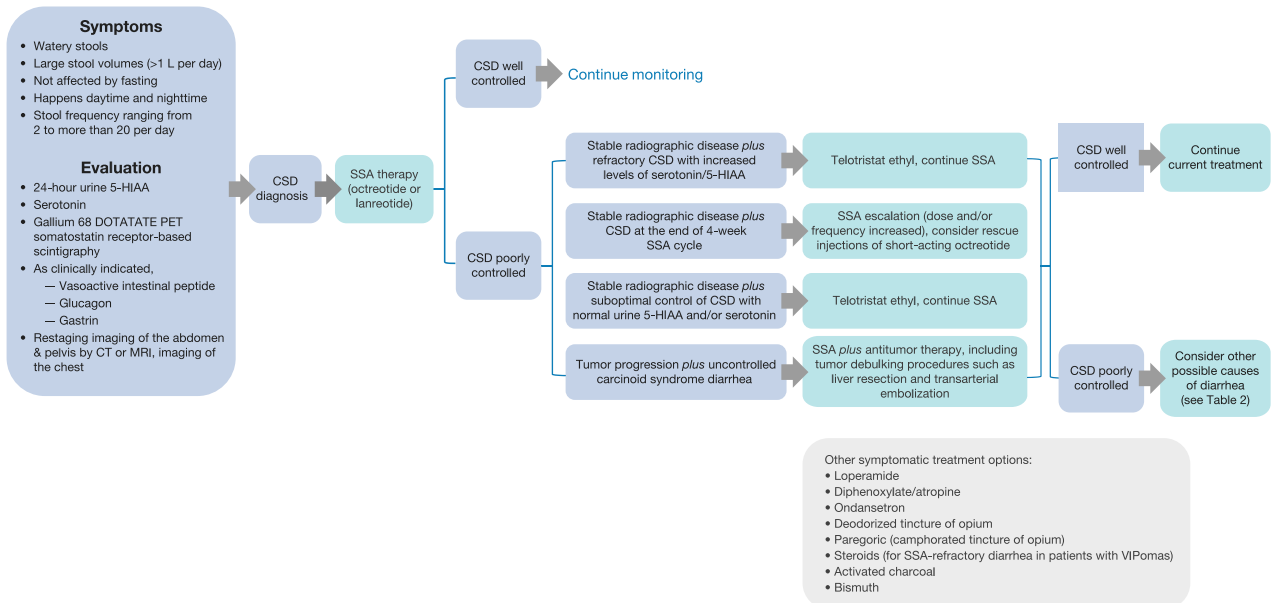 Symptoms
• Watery stools
• Large stool volumes (>1 L per day)
• Not affected by fasting
• Happens daytime and nighttime
• Stool frequency ranging from
2 to more than 20 per day
Evaluation
• 24-hour urine 5-HIAA
• Serotonin
• Gallium 68 DOTATATE PET
somatostatin receptor-based
scintigraphy
• As clinically indicated,
— Vasoactive intestinal peptide
— Glucagon
— Gastrin
• Restaging imaging of the abdomen
& pelvis by CT or MRI, imaging of
the chest
CSD
diagnosis
SSA therapy
(octreotide or
lanreotide)
CSD well
controlled
Continue monitoring
CSD poorly
controlled
Stable radiographic disease plus
refractory CSD with increased
levels of serotonin/5-HIAA
Telotristat ethyl, continue SSA
Stable radiographic disease plus
CSD at the end of 4-week
SSA cycle
SSA escalation (dose and/or
frequency increased), consider rescue
injections of short-acting octreotide
Stable radiographic disease plus
suboptimal control of CSD with
normal urine 5-HIAA and/or serotonin
Telotristat ethyl, continue SSA
Tumor progression plus uncontrolled
carcinoid syndrome diarrhea
SSA plus antitumor therapy, including
tumor debulking procedures such as
liver resection and transarterial
embolization
CSD well
controlled
Continue
current treatment
CSD poorly
controlled
Consider other
possible causes
of diarrhea
(see Table 2)
Other symptomatic treatment options:
• Loperamide
• Diphenoxylate/atropine
• Ondansetron
• Deodorized tincture of opium
• Paregoric (camphorated tincture of opium)
• Steroids (for SSA-refractory diarrhea in patients with VIPomas)
• Activated charcoal
• Bismuth